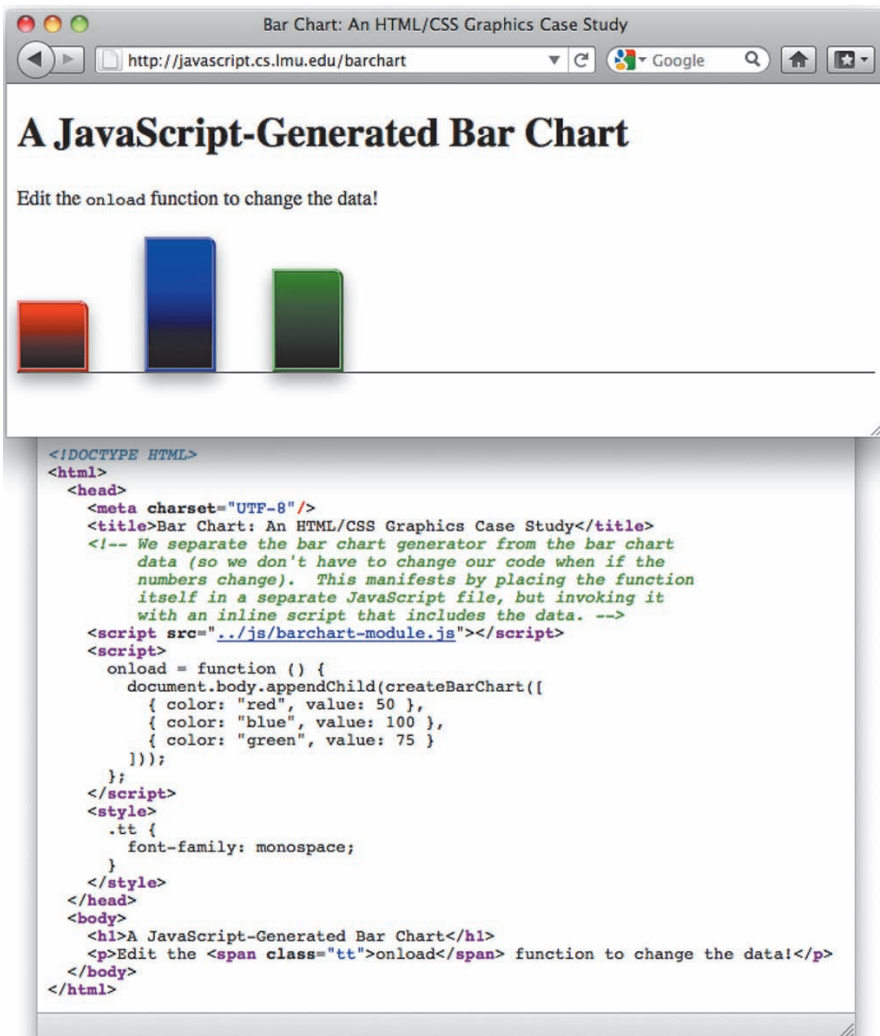 Bar Chart: An HTML/CSS Graphics Case Study
http://javascript.cs.lmu.edu/barchart
Google
A JavaScript-Generated Bar Chart
Edit the onload function to change the data!
<!DOCTYPE HTML>
<html>
  <head>
    <meta charset="UTF-8"/>
    <title>Bar Chart: An HTML/CSS Graphics Case Study</title>
    <!-- We separate the bar chart generator from the bar chart
         data (so we don't have to change our code when if the
         numbers change).  This manifests by placing the function
         itself in a separate JavaScript file, but invoking it
         with an inline script that includes the data. -->
    <script src="../js/barchart-module.js"></script>
    <script>
      onload = function () {
        document.body.appendChild(createBarChart([
          { color: "red", value: 50 },
          { color: "blue", value: 100 },
          { color: "green", value: 75 }
        ]));
      };
    </script>
    <style>
      .tt {
        font-family: monospace;
      }
    </style>
  </head>
  <body>
    <h1>A JavaScript-Generated Bar Chart</h1>
    <p>Edit the <span class="tt">onload</span> function to change the data!</p>
  </body>
</html>